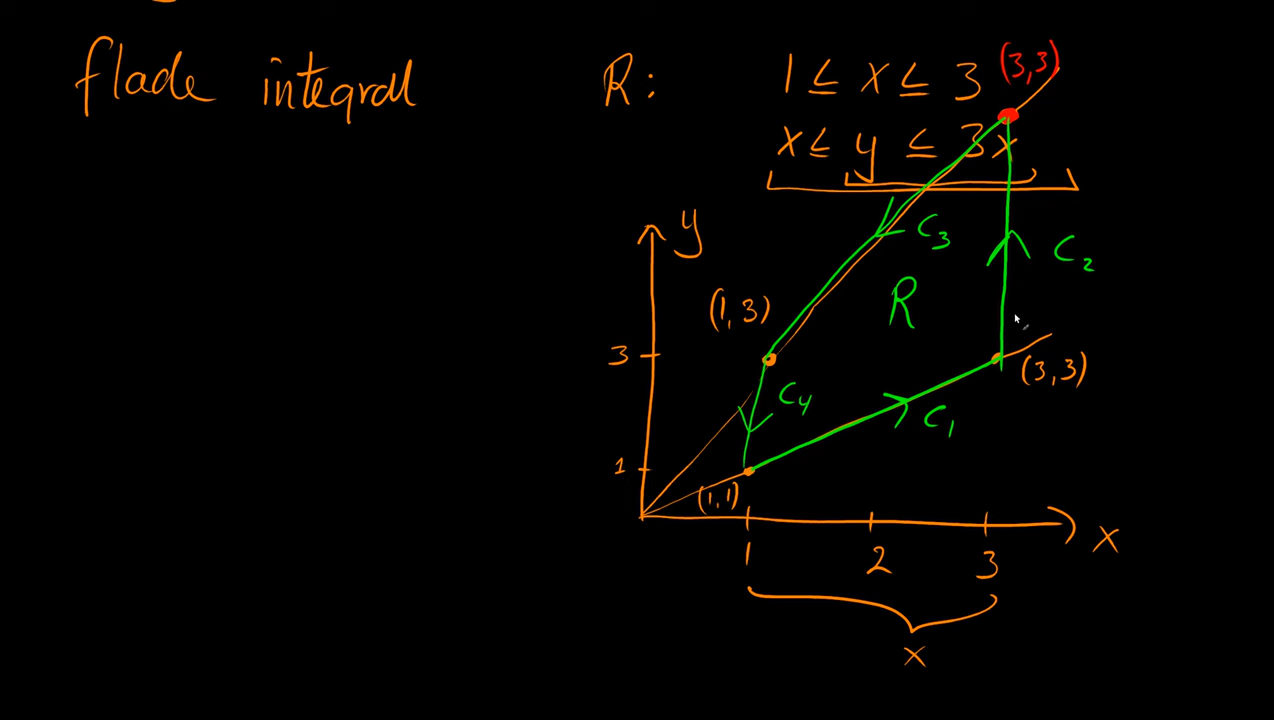 flade integral
R: 1 ≤ x ≤ 3
(3,3)
x ≤ y ≤ 3x
y
C3
C2
(1,3)
R
3
(3,3)
C4
C1
1
(1,1)
x
1 2 3
x